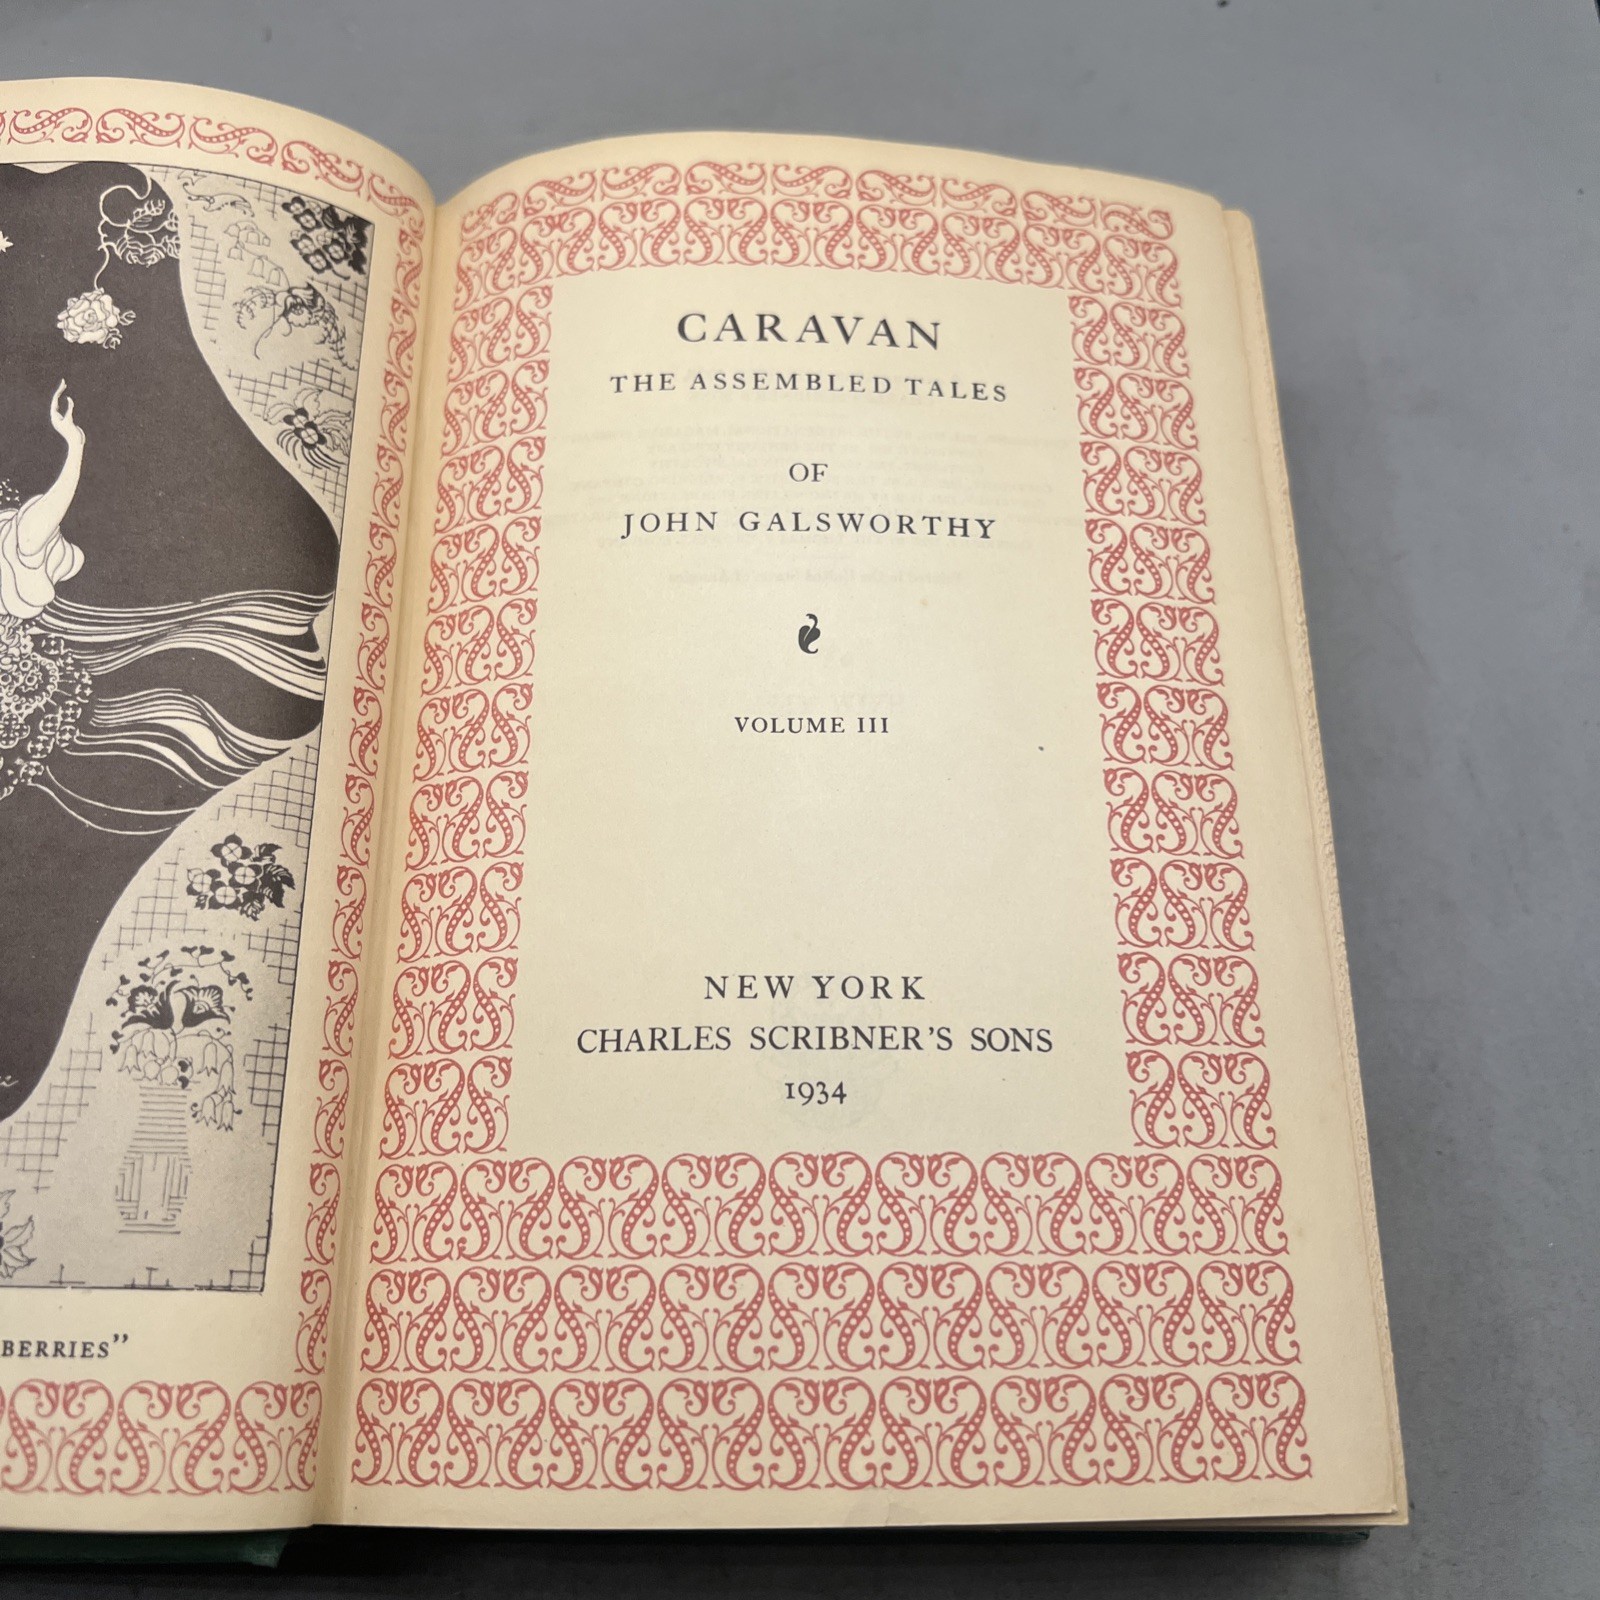 BERRIES”
CARAVAN
THE ASSEMBLED TALES
OF
JOHN GALSWORTHY
VOLUME III
NEW YORK
CHARLES SCRIBNER’S SONS
1934